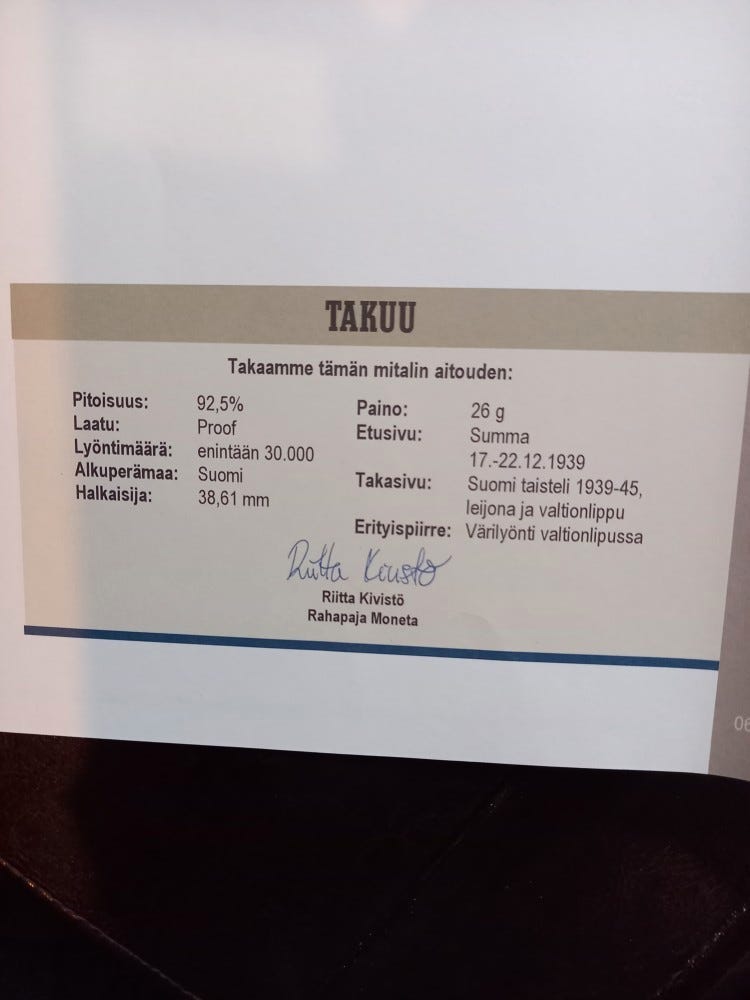 TAKUU
Takaamme tämän mitalin aitouden:
Pitoisuus: 92,5%
Laatu: Proof
Lyöntimäärä: enintään 30.000
Alkuperämaa: Suomi
Halkaisija: 38,61 mm
Paino: 26 g
Etusivu: Summa
17.-22.12.1939
Takasivu: Suomi taisteli 1939-45,
leijona ja valtionlippu
Erityispiirre: Värilyönti valtionlipussa
Riitta Kivistö
Riitta Kivistö
Rahapaja Moneta
06